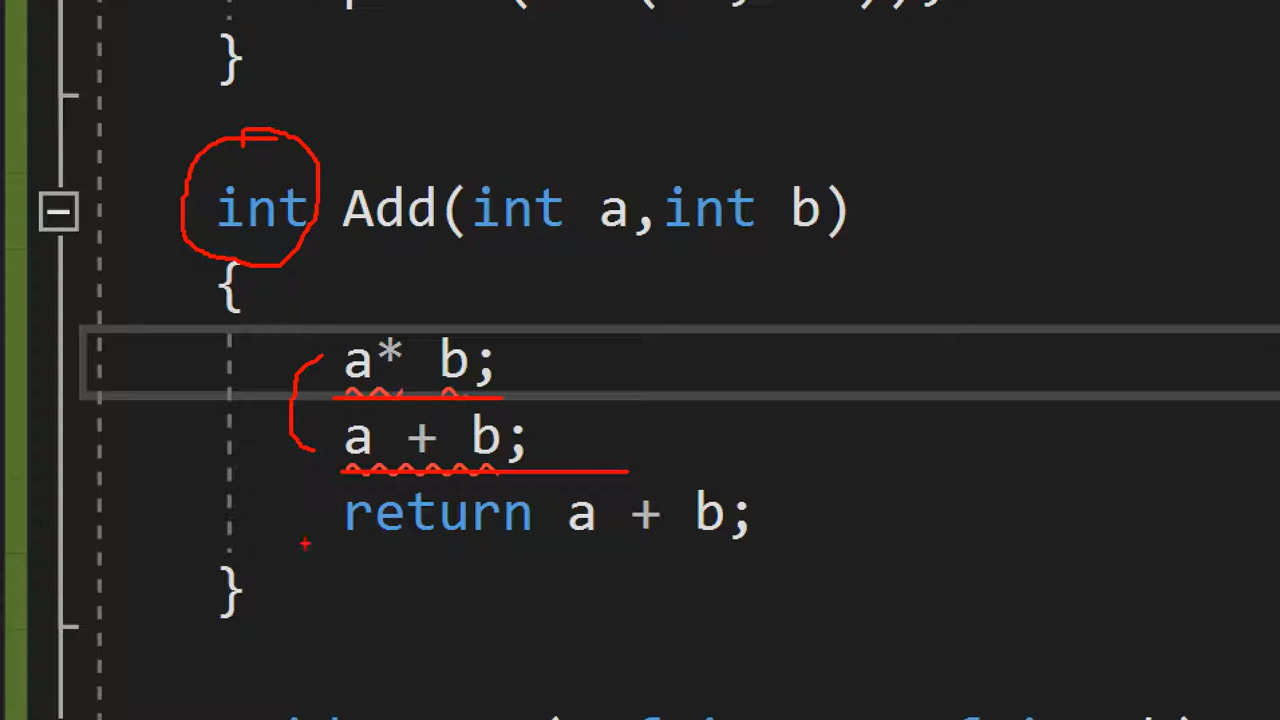 }
int Add(int a,int b)
{
a* b;
a + b;
return a + b;
}